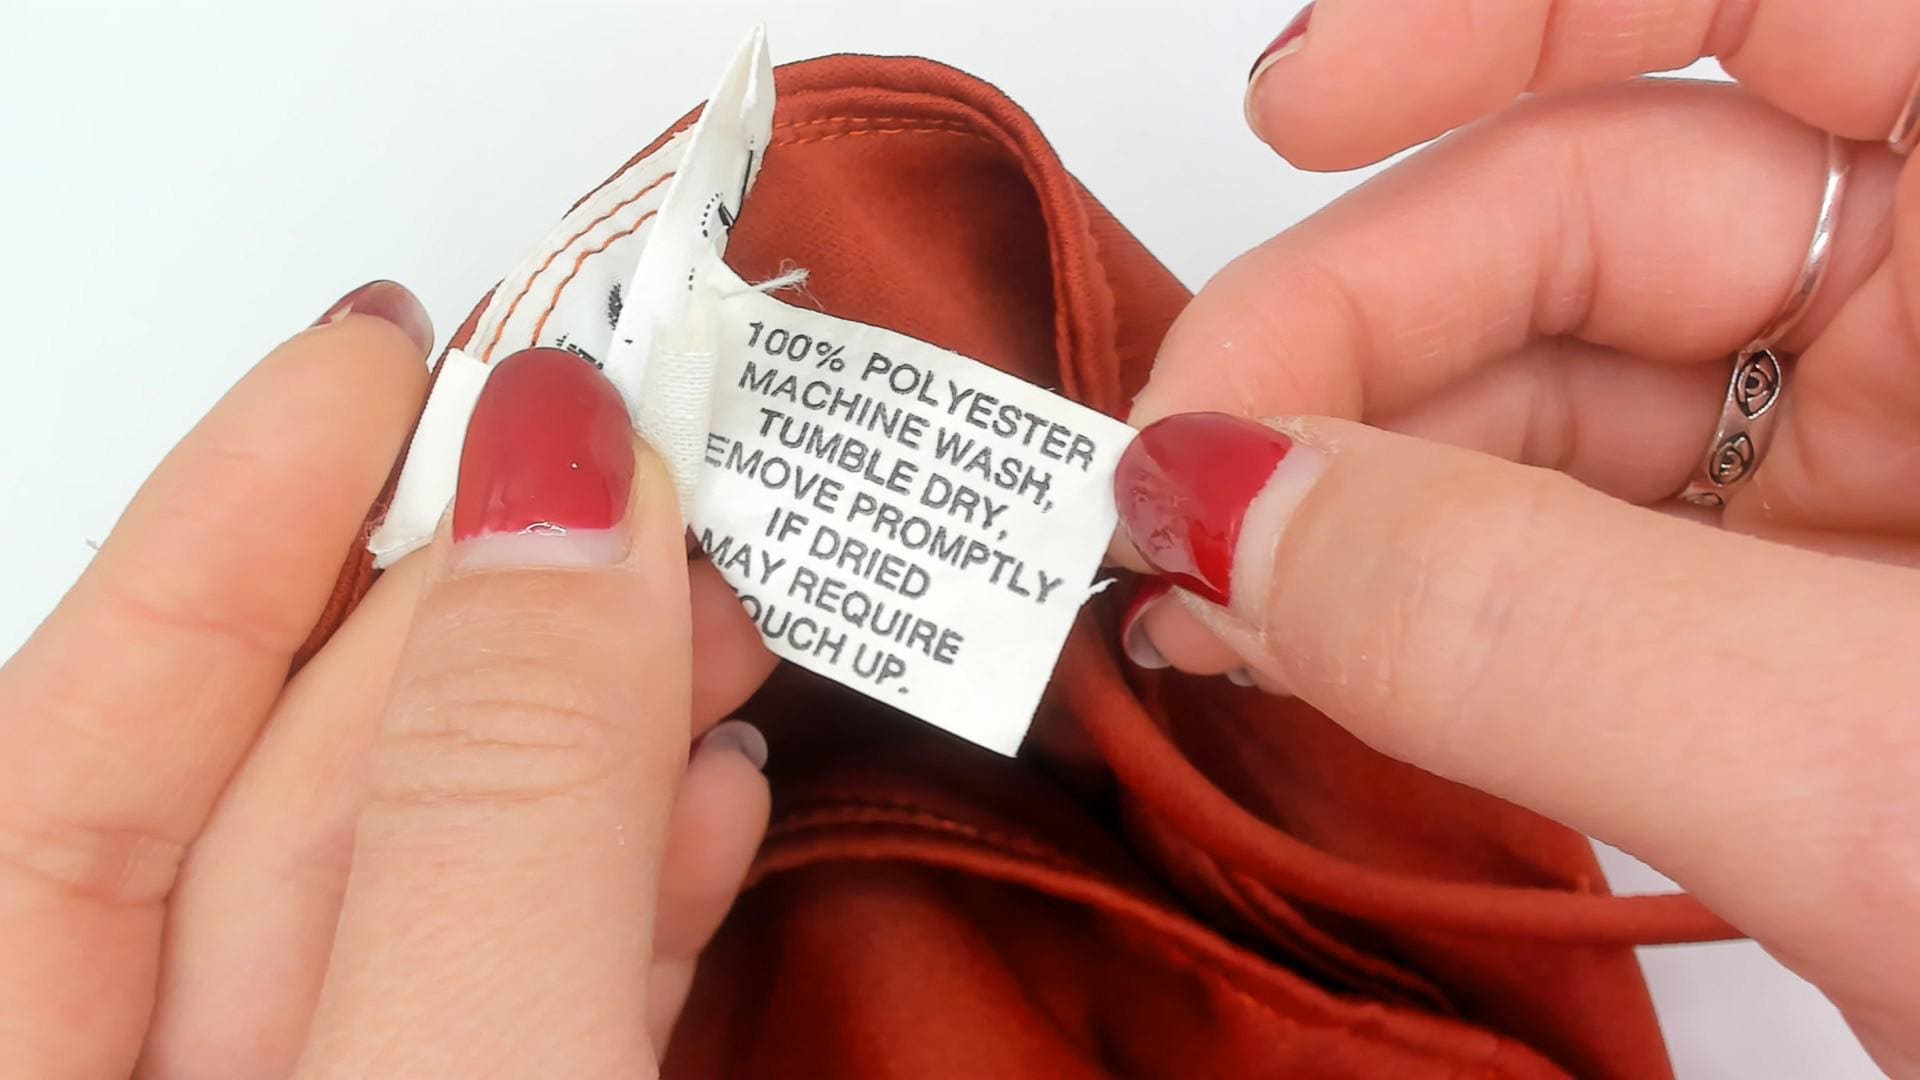 100% POLYESTER
MACHINE WASH,
TUMBLE DRY,
EMOVE PROMPTLY
IF DRIED
MAY REQUIRE
OUCH UP.